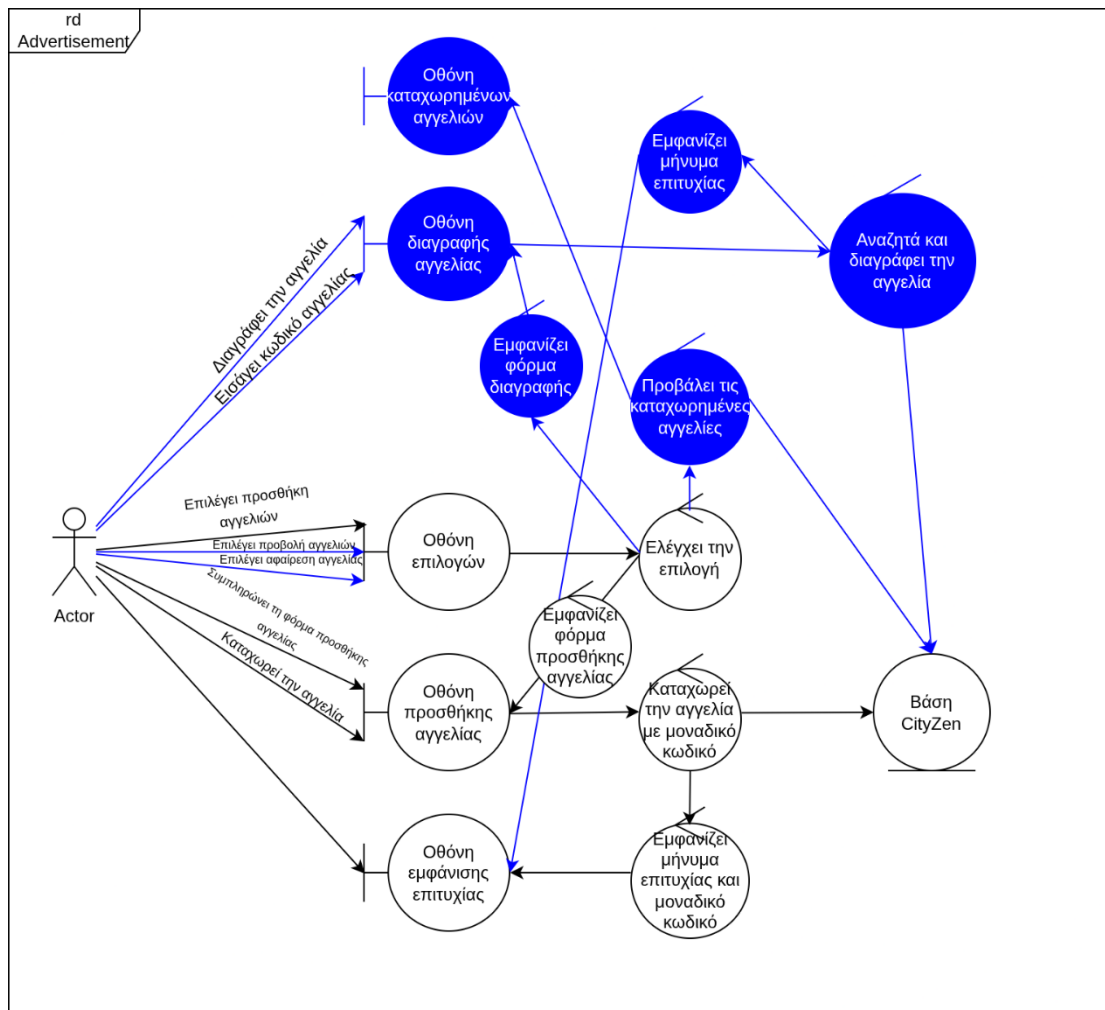 rd
Advertisement
Οθόνη
καταχωρημένων
αγγελιών
Εμφανίζει
μήνυμα
επιτυχίας
Οθόνη
διαγραφής
αγγελίας
Αναζητά και
διαγράφει την
αγγελία
Διαγράφει την αγγελία
Εισάγει κωδικό αγγελίας
Εμφανίζει
φόρμα
διαγραφής
Προβάλει τις
καταχωρημένες
αγγελίες
Επιλέγει προσθήκη
αγγελιών
Επιλέγει προβολή αγγελιών
Επιλέγει αφαίρεση αγγελίας
Οθόνη
επιλογών
Ελέγχει την
επιλογή
Actor
Συμπληρώνει τη φόρμα προσθήκης
αγγελίας
Καταχωρεί την αγγελία
Εμφανίζει
φόρμα
προσθήκης
αγγελίας
Οθόνη
προσθήκης
αγγελίας
Καταχωρεί
την αγγελία
με μοναδικό
κωδικό
Βάση
CityZen
Οθόνη
εμφάνισης
επιτυχίας
Εμφανίζει
μήνυμα
επιτυχίας και
μοναδικό
κωδικό